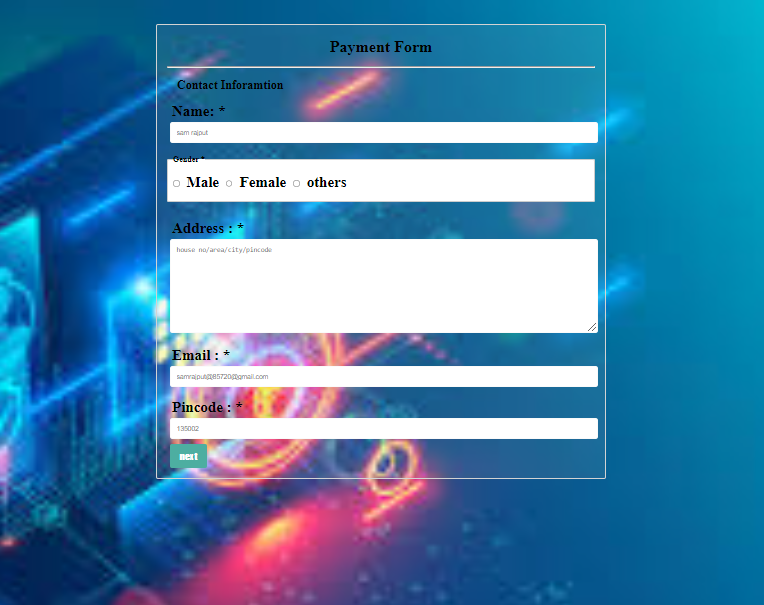 Payment Form
Contact Inforamtion
Name: *
sam rajput
Gender *
Male Female others
Address : *
house no/area/city/pincode
Email : *
samrajput@85720@gmail.com
Pincode : *
135002
next